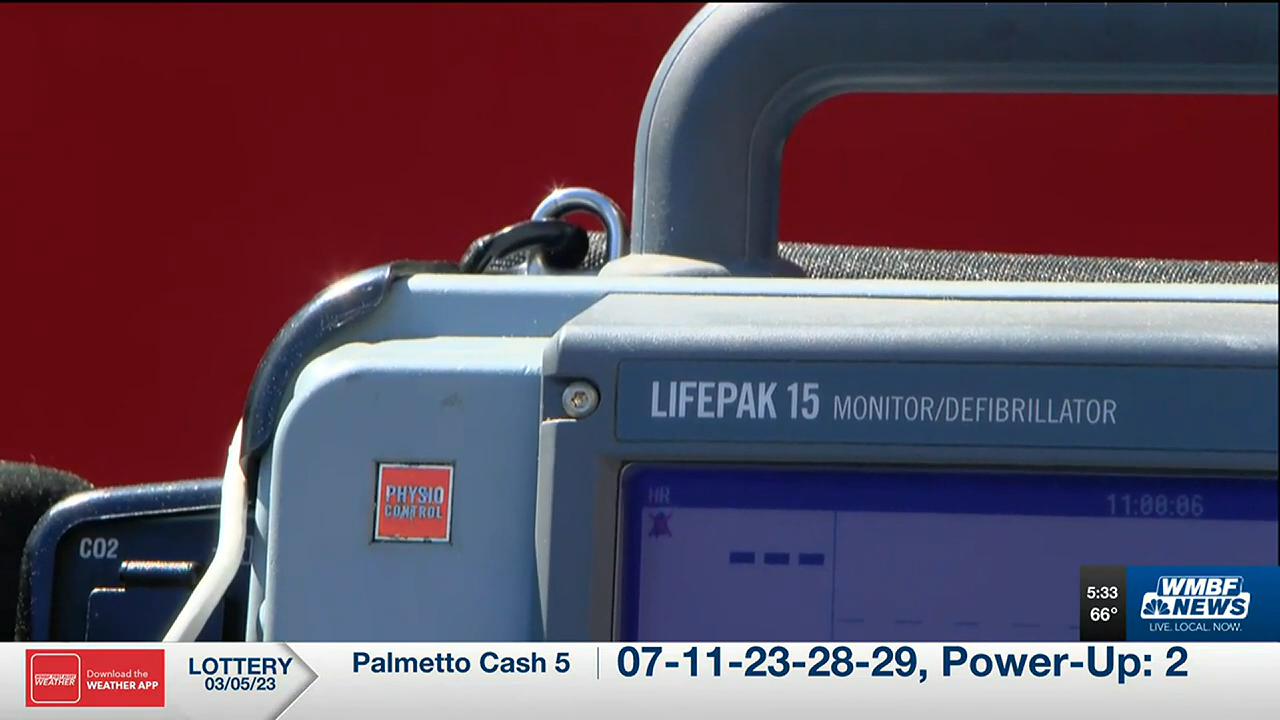 LIFEPAK 15 MONITOR/DEFIBRILLATOR
PHYSIO
CONTROL
HR
11:00:06
CO2
5:33
66°
WMBF
NEWS
LIVE. LOCAL. NOW.
Download the
WEATHER APP
WEATHER
LOTTERY
03/05/23
Palmetto Cash 5
07-11-23-28-29, Power-Up: 2